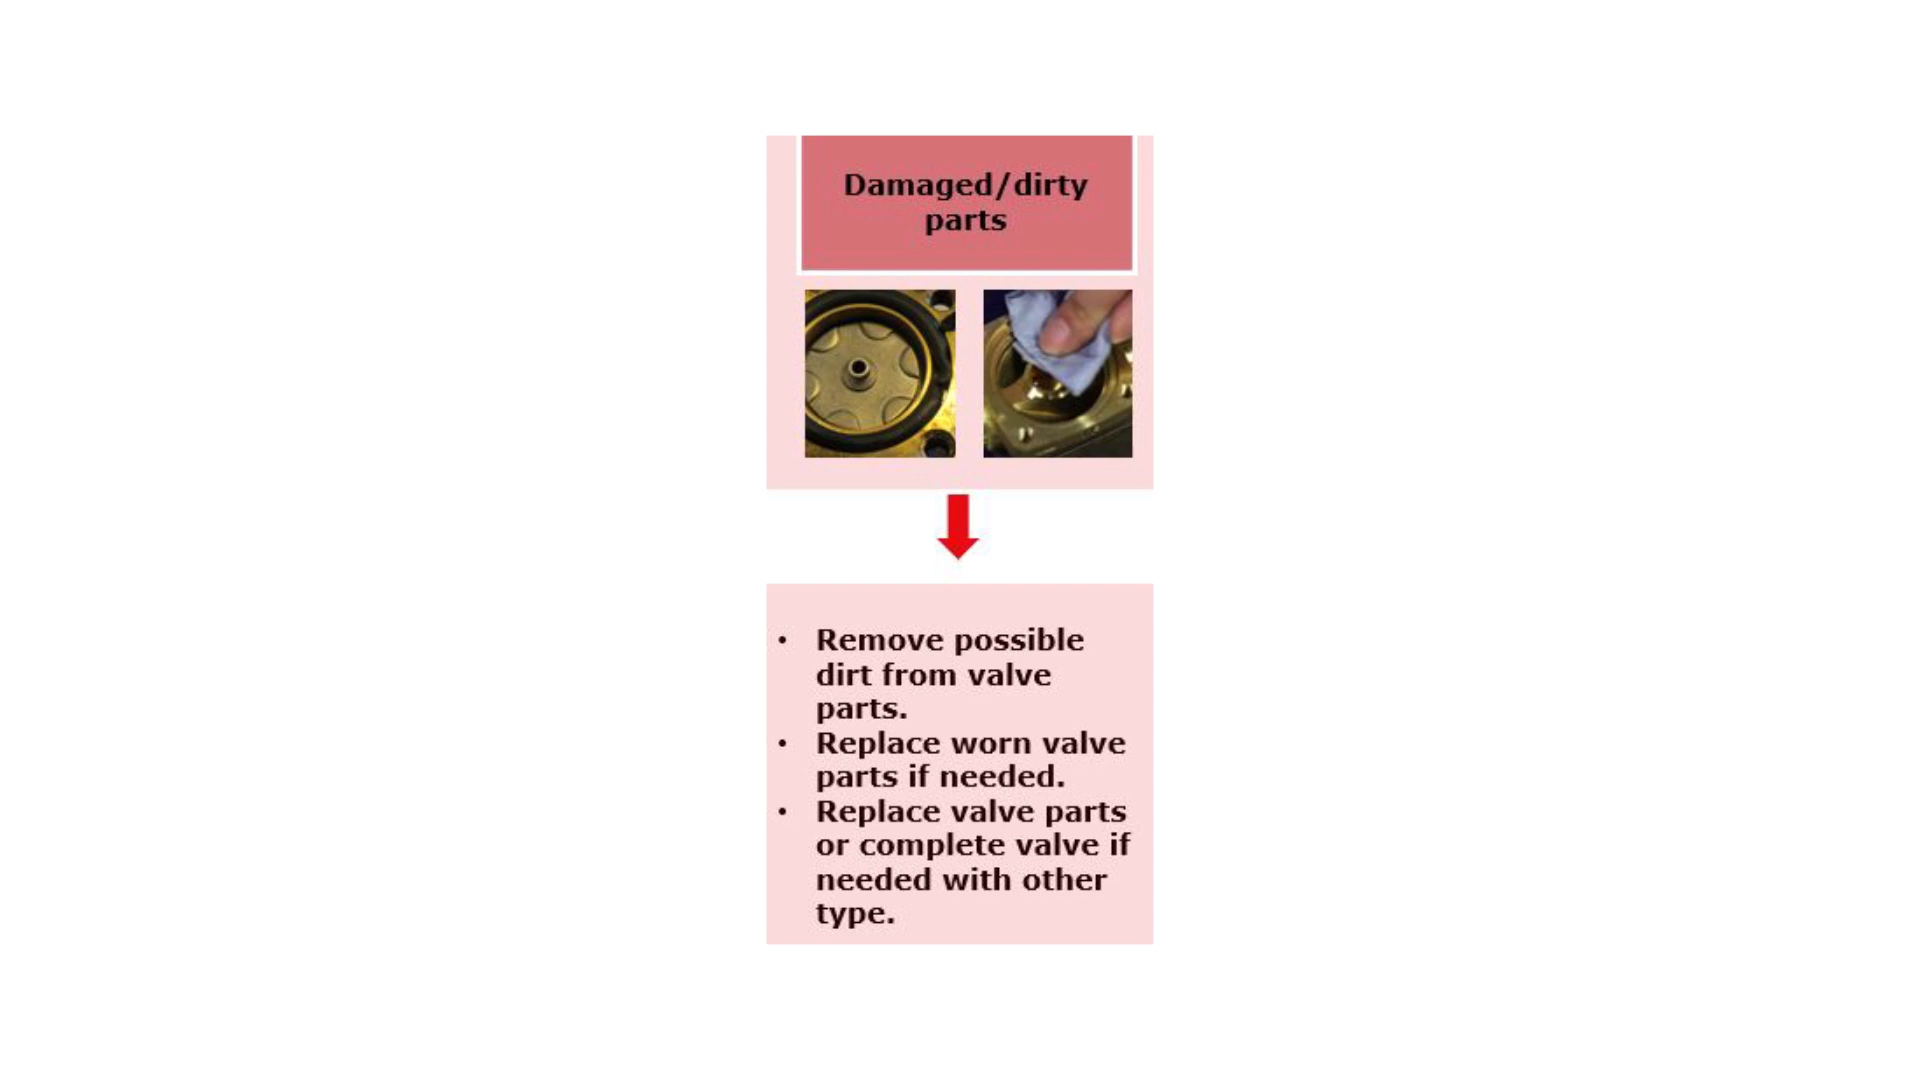 Damaged/dirty
parts
• Remove possible
dirt from valve
parts.
• Replace worn valve
parts if needed.
• Replace valve parts
or complete valve if
needed with other
type.